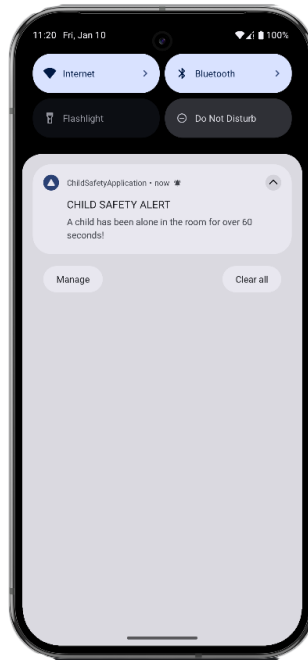 11:20 Fri, Jan 10 100%
Internet Bluetooth
Flashlight Do Not Disturb
ChildSafetyApplication • now
CHILD SAFETY ALERT
A child has been alone in the room for over 60
seconds!
Manage Clear all